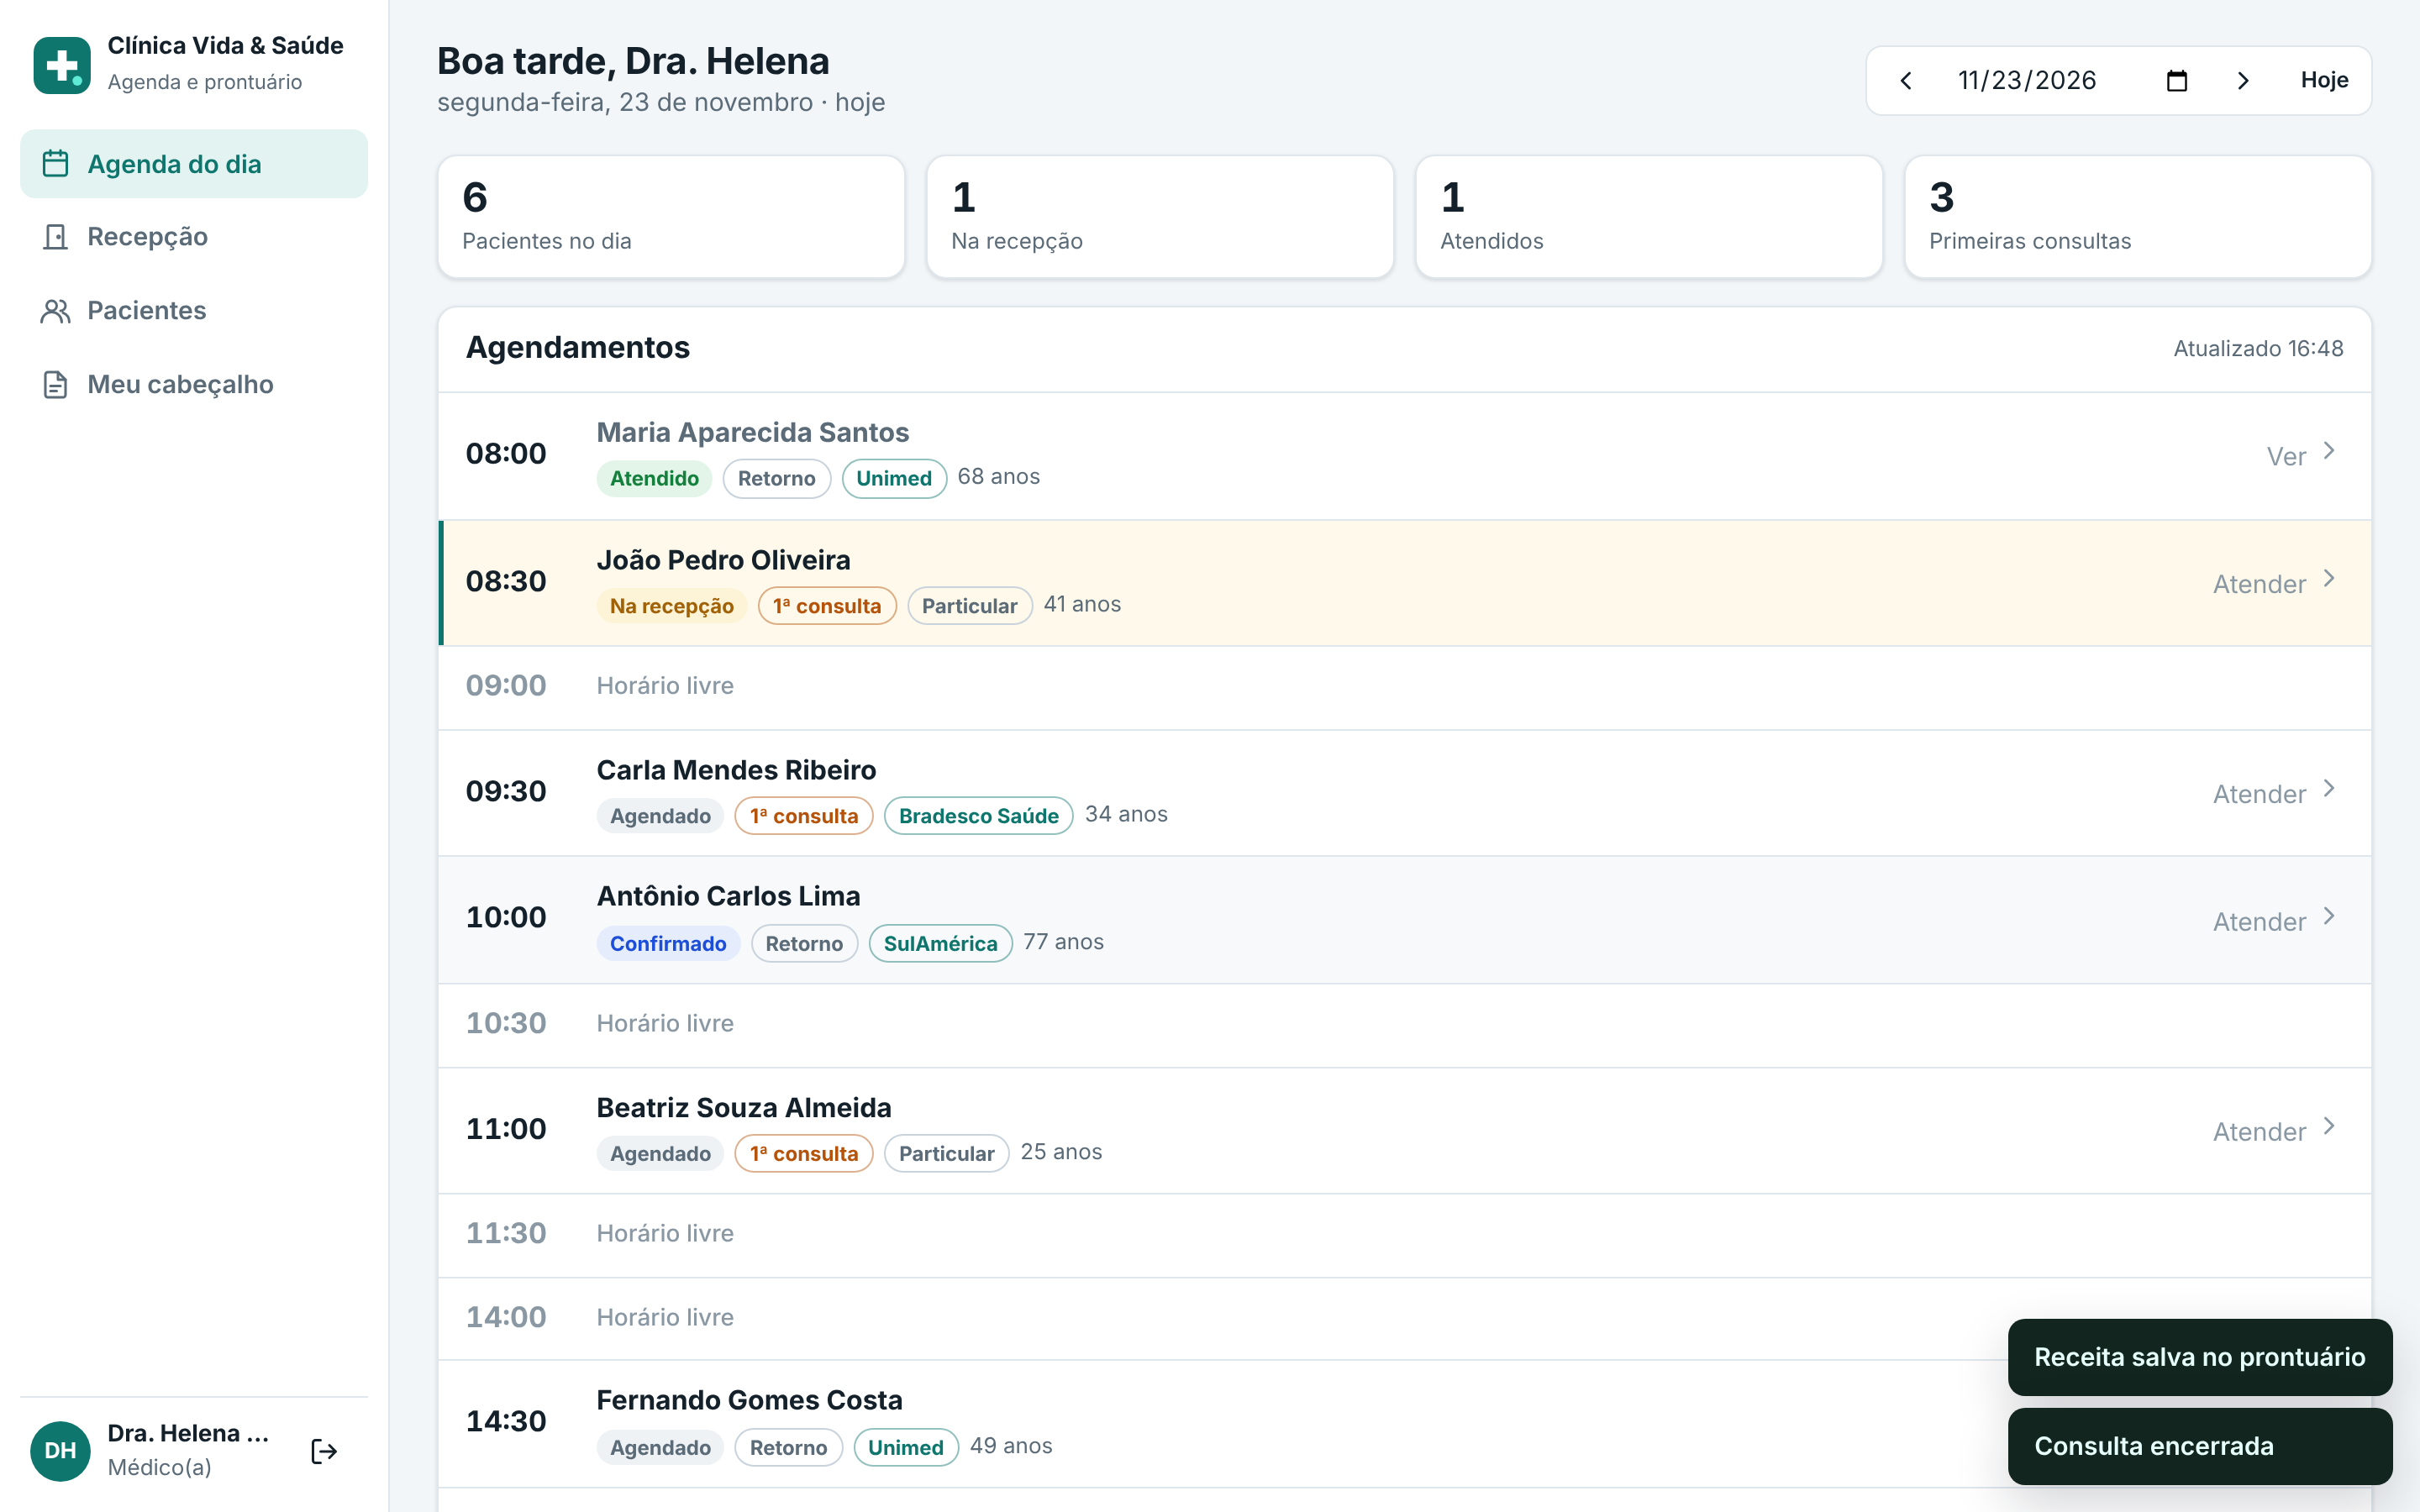 Clínica Vida & Saúde
Agenda e prontuário
Agenda do dia
Recepção
Pacientes
Meu cabeçalho
Dra. Helena ...
DH
Médico(a)
Boa tarde, Dra. Helena
segunda-feira, 23 de novembro · hoje
11/23/2026
Hoje
6
Pacientes no dia
1
Na recepção
1
Atendidos
3
Primeiras consultas
Agendamentos
Atualizado 16:48
08:00
Maria Aparecida Santos
Atendido Retorno Unimed 68 anos
Ver
08:30
João Pedro Oliveira
Na recepção 1ª consulta Particular 41 anos
Atender
09:00 Horário livre
09:30
Carla Mendes Ribeiro
Agendado 1ª consulta Bradesco Saúde 34 anos
Atender
10:00
Antônio Carlos Lima
Confirmado Retorno SulAmérica 77 anos
Atender
10:30 Horário livre
11:00
Beatriz Souza Almeida
Agendado 1ª consulta Particular 25 anos
Atender
11:30 Horário livre
14:00 Horário livre
14:30
Fernando Gomes Costa
Agendado Retorno Unimed 49 anos
Receita salva no prontuário
Consulta encerrada